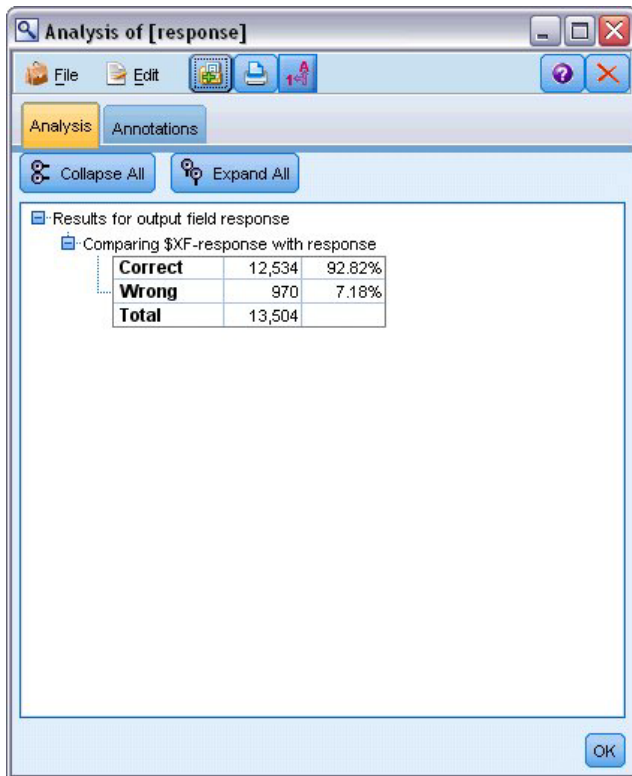 Analysis of [response]
File Edit
Analysis Annotations
Collapse All Expand All
Results for output field response
Comparing $XF-response with response
Correct 12,534 92.82%
Wrong 970 7.18%
Total 13,504
OK